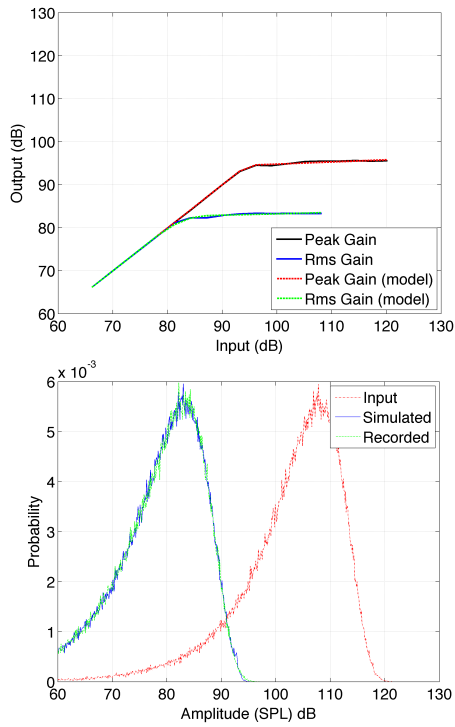 130
120
110
100
90
80
70
60
Output (dB)
Peak Gain
Rms Gain
Peak Gain (model)
Rms Gain (model)
60 70 80 90 100 110 120 130
Input (dB)
x 10^-3
6
5
4
3
2
1
0
Probability
Input
Simulated
Recorded
60 70 80 90 100 110 120 130
Amplitude (SPL) dB